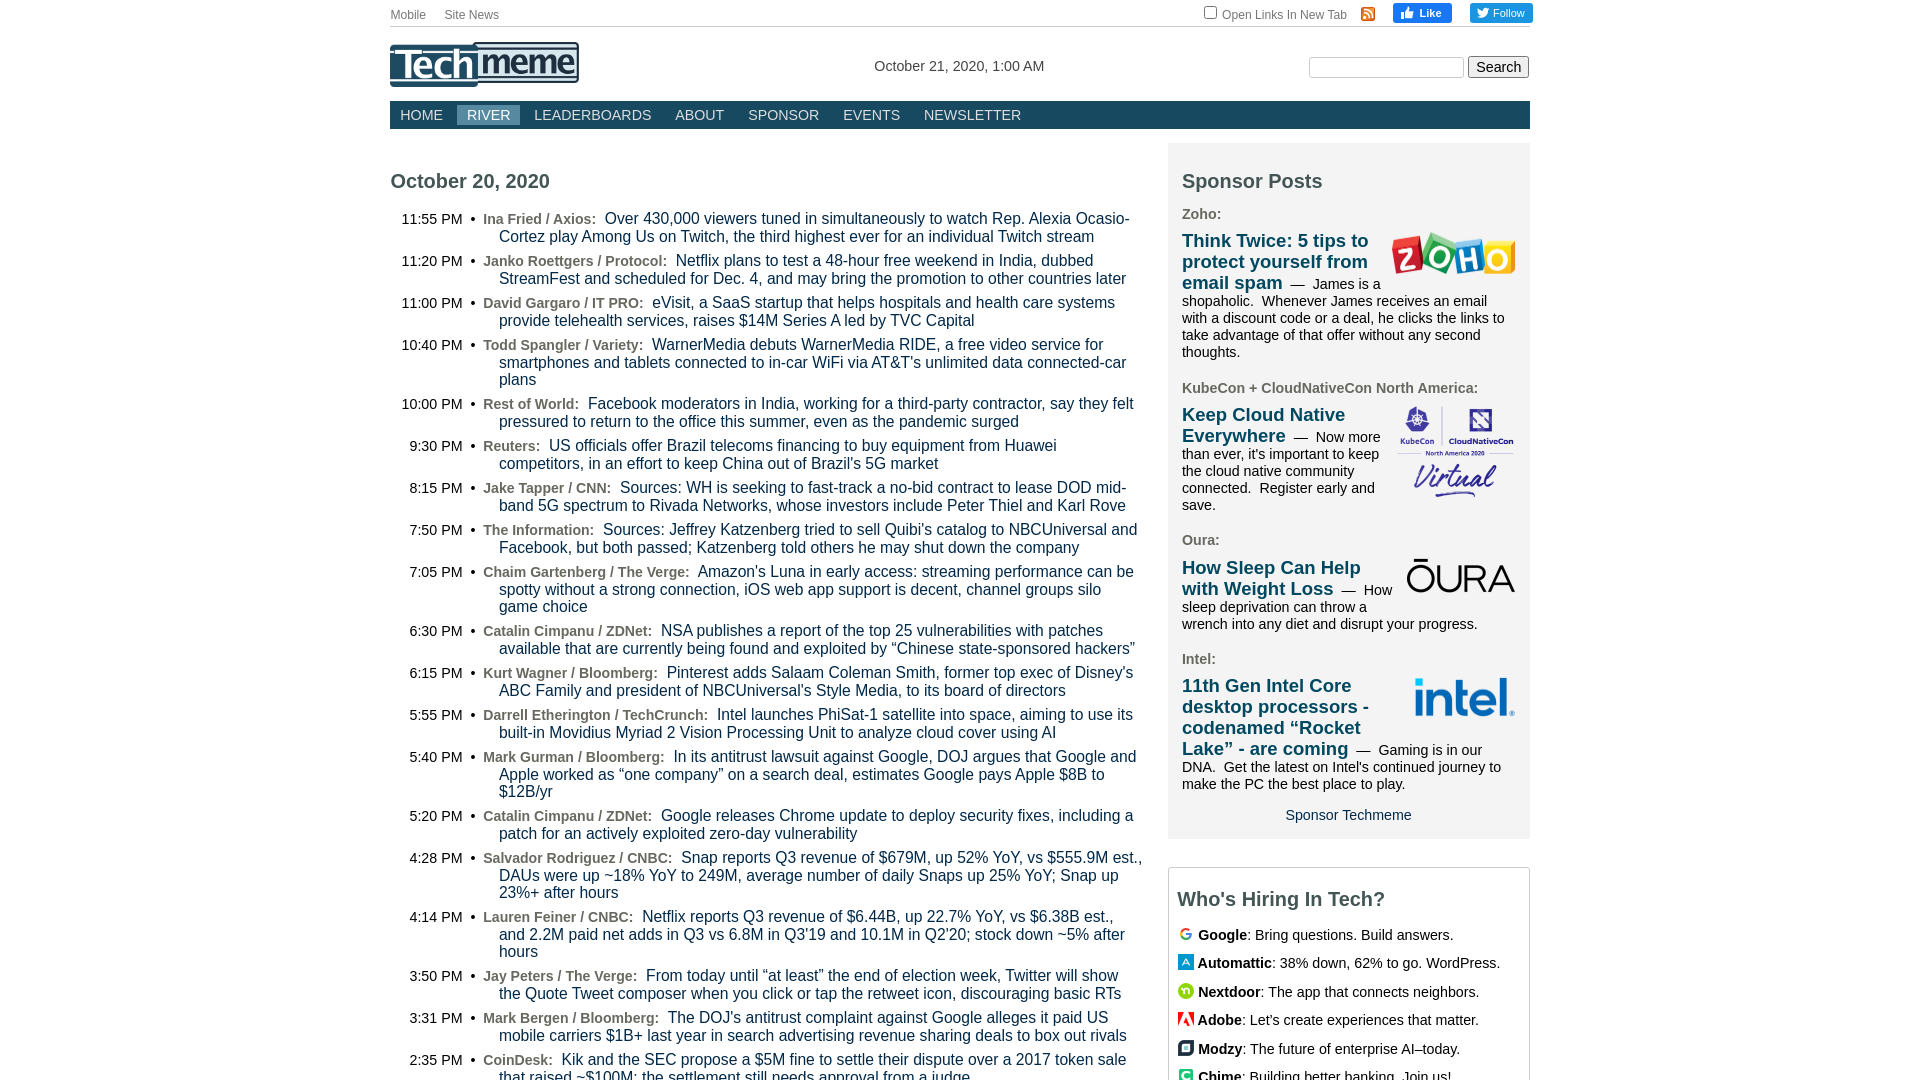 Mobile Site News Open Links In New Tab Like Follow
Techmeme
October 21, 2020, 1:00 AM
Search
HOME RIVER LEADERBOARDS ABOUT SPONSOR EVENTS NEWSLETTER
October 20, 2020
11:55 PM • Ina Fried / Axios: Over 430,000 viewers tuned in simultaneously to watch Rep. Alexia Ocasio-
Cortez play Among Us on Twitch, the third highest ever for an individual Twitch stream
11:20 PM • Janko Roettgers / Protocol: Netflix plans to test a 48-hour free weekend in India, dubbed
StreamFest and scheduled for Dec. 4, and may bring the promotion to other countries later
11:00 PM • David Gargaro / IT PRO: eVisit, a SaaS startup that helps hospitals and health care systems
provide telehealth services, raises $14M Series A led by TVC Capital
10:40 PM • Todd Spangler / Variety: WarnerMedia debuts WarnerMedia RIDE, a free video service for
smartphones and tablets connected to in-car WiFi via AT&T's unlimited data connected-car
plans
10:00 PM • Rest of World: Facebook moderators in India, working for a third-party contractor, say they felt
pressured to return to the office this summer, even as the pandemic surged
9:30 PM • Reuters: US officials offer Brazil telecoms financing to buy equipment from Huawei
competitors, in an effort to keep China out of Brazil's 5G market
8:15 PM • Jake Tapper / CNN: Sources: WH is seeking to fast-track a no-bid contract to lease DOD mid-
band 5G spectrum to Rivada Networks, whose investors include Peter Thiel and Karl Rove
7:50 PM • The Information: Sources: Jeffrey Katzenberg tried to sell Quibi's catalog to NBCUniversal and
Facebook, but both passed; Katzenberg told others he may shut down the company
7:05 PM • Chaim Gartenberg / The Verge: Amazon's Luna in early access: streaming performance can be
spotty without a strong connection, iOS web app support is decent, channel groups silo
game choice
6:30 PM • Catalin Cimpanu / ZDNet: NSA publishes a report of the top 25 vulnerabilities with patches
available that are currently being found and exploited by “Chinese state-sponsored hackers”
6:15 PM • Kurt Wagner / Bloomberg: Pinterest adds Salaam Coleman Smith, former top exec of Disney's
ABC Family and president of NBCUniversal's Style Media, to its board of directors
5:55 PM • Darrell Etherington / TechCrunch: Intel launches PhiSat-1 satellite into space, aiming to use its
built-in Movidius Myriad 2 Vision Processing Unit to analyze cloud cover using AI
5:40 PM • Mark Gurman / Bloomberg: In its antitrust lawsuit against Google, DOJ argues that Google and
Apple worked as “one company” on a search deal, estimates Google pays Apple $8B to
$12B/yr
5:20 PM • Catalin Cimpanu / ZDNet: Google releases Chrome update to deploy security fixes, including a
patch for an actively exploited zero-day vulnerability
4:28 PM • Salvador Rodriguez / CNBC: Snap reports Q3 revenue of $679M, up 52% YoY, vs $555.9M est.,
DAUs were up ~18% YoY to 249M, average number of daily Snaps up 25% YoY; Snap up
23%+ after hours
4:14 PM • Lauren Feiner / CNBC: Netflix reports Q3 revenue of $6.44B, up 22.7% YoY, vs $6.38B est.,
and 2.2M paid net adds in Q3 vs 6.8M in Q3'19 and 10.1M in Q2'20; stock down ~5% after
hours
3:50 PM • Jay Peters / The Verge: From today until “at least” the end of election week, Twitter will show
the Quote Tweet composer when you click or tap the retweet icon, discouraging basic RTs
3:31 PM • Mark Bergen / Bloomberg: The DOJ's antitrust complaint against Google alleges it paid US
mobile carriers $1B+ last year in search advertising revenue sharing deals to box out rivals
2:35 PM • CoinDesk: Kik and the SEC propose a $5M fine to settle their dispute over a 2017 token sale
that raised ~$100M; the settlement still needs approval from a judge
Sponsor Posts
Zoho:
Think Twice: 5 tips to
protect yourself from
email spam — James is a
shopaholic. Whenever James receives an email
with a discount code or a deal, he clicks the links to
take advantage of that offer without any second
thoughts.
ZOHO
KubeCon + CloudNativeCon North America:
Keep Cloud Native
Everywhere — Now more
than ever, it's important to keep
the cloud native community
connected. Register early and
save.
KubeCon CloudNativeCon
North America 2020
Virtual
Oura:
How Sleep Can Help
with Weight Loss — How
sleep deprivation can throw a
wrench into any diet and disrupt your progress.
ŌURA
Intel:
11th Gen Intel Core
desktop processors -
codenamed “Rocket
Lake” - are coming — Gaming is in our
DNA. Get the latest on Intel's continued journey to
make the PC the best place to play.
intel®
Sponsor Techmeme
Who's Hiring In Tech?
Google: Bring questions. Build answers.
Automattic: 38% down, 62% to go. WordPress.
Nextdoor: The app that connects neighbors.
Adobe: Let’s create experiences that matter.
Modzy: The future of enterprise AI–today.
Chime: Building better banking. Join us!